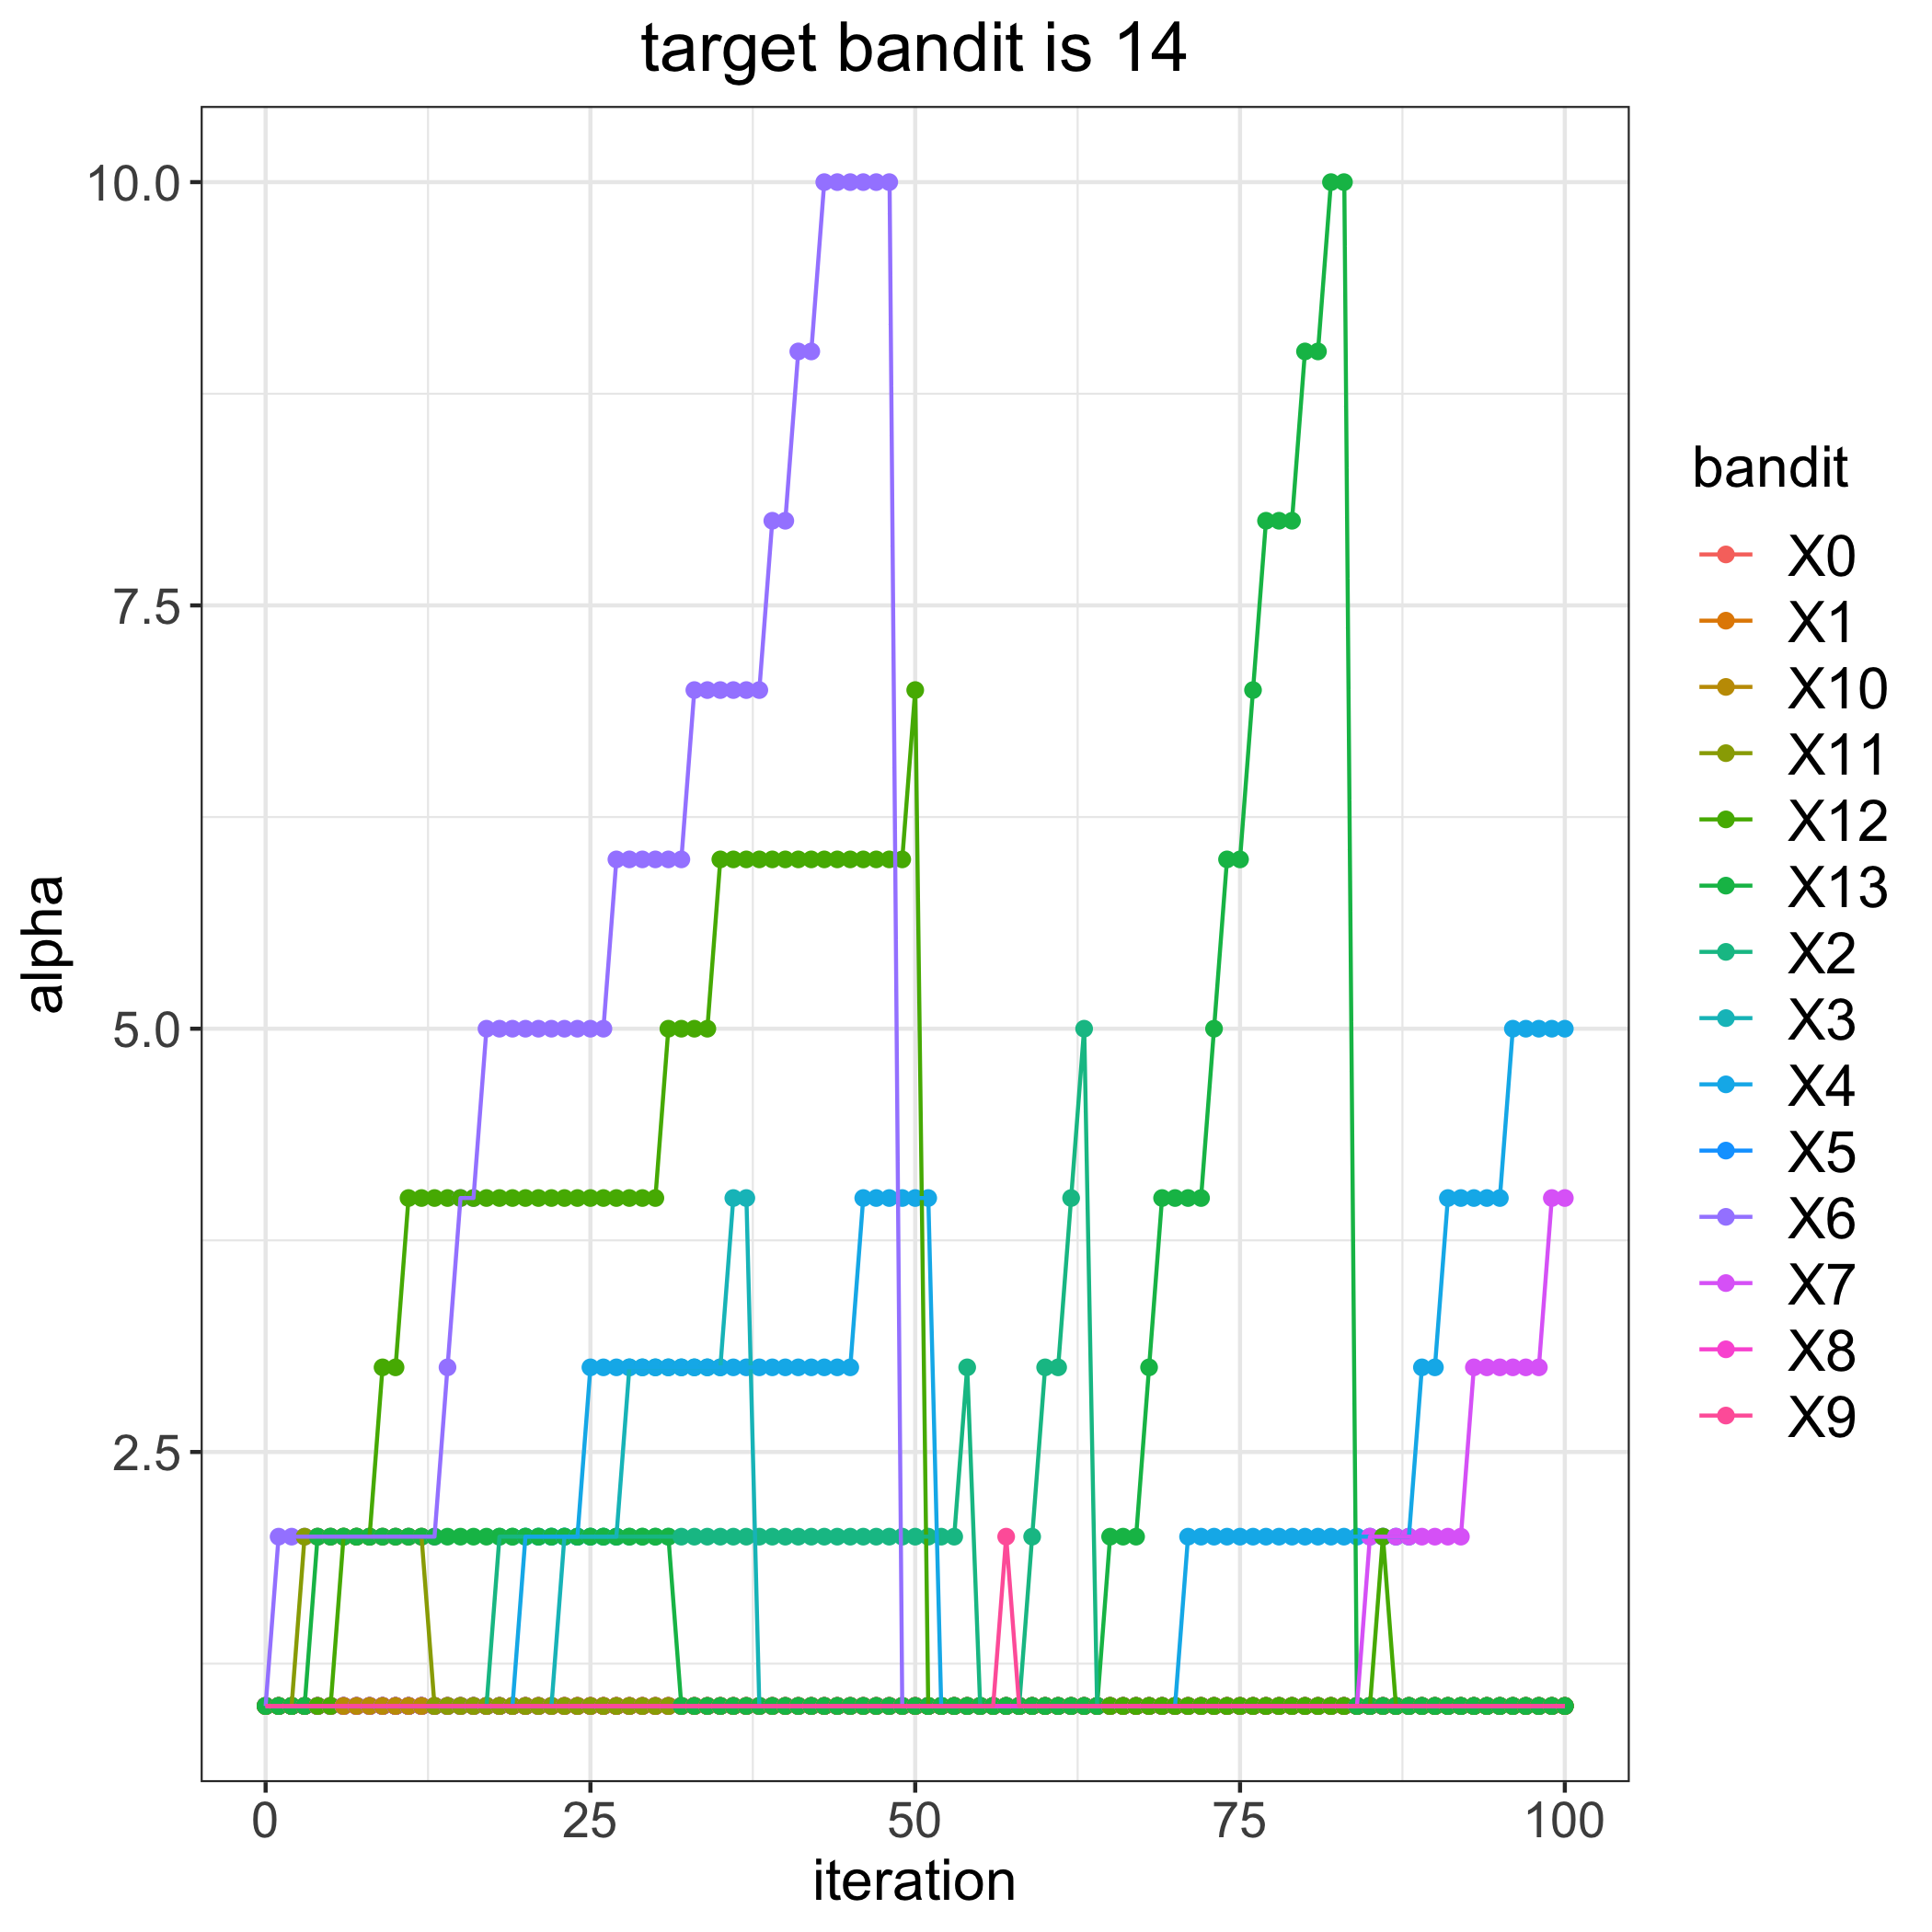 target bandit is 14
10.0
7.5
5.0
2.5
alpha
0 25 50 75 100
iteration
bandit
X0
X1
X10
X11
X12
X13
X2
X3
X4
X5
X6
X7
X8
X9